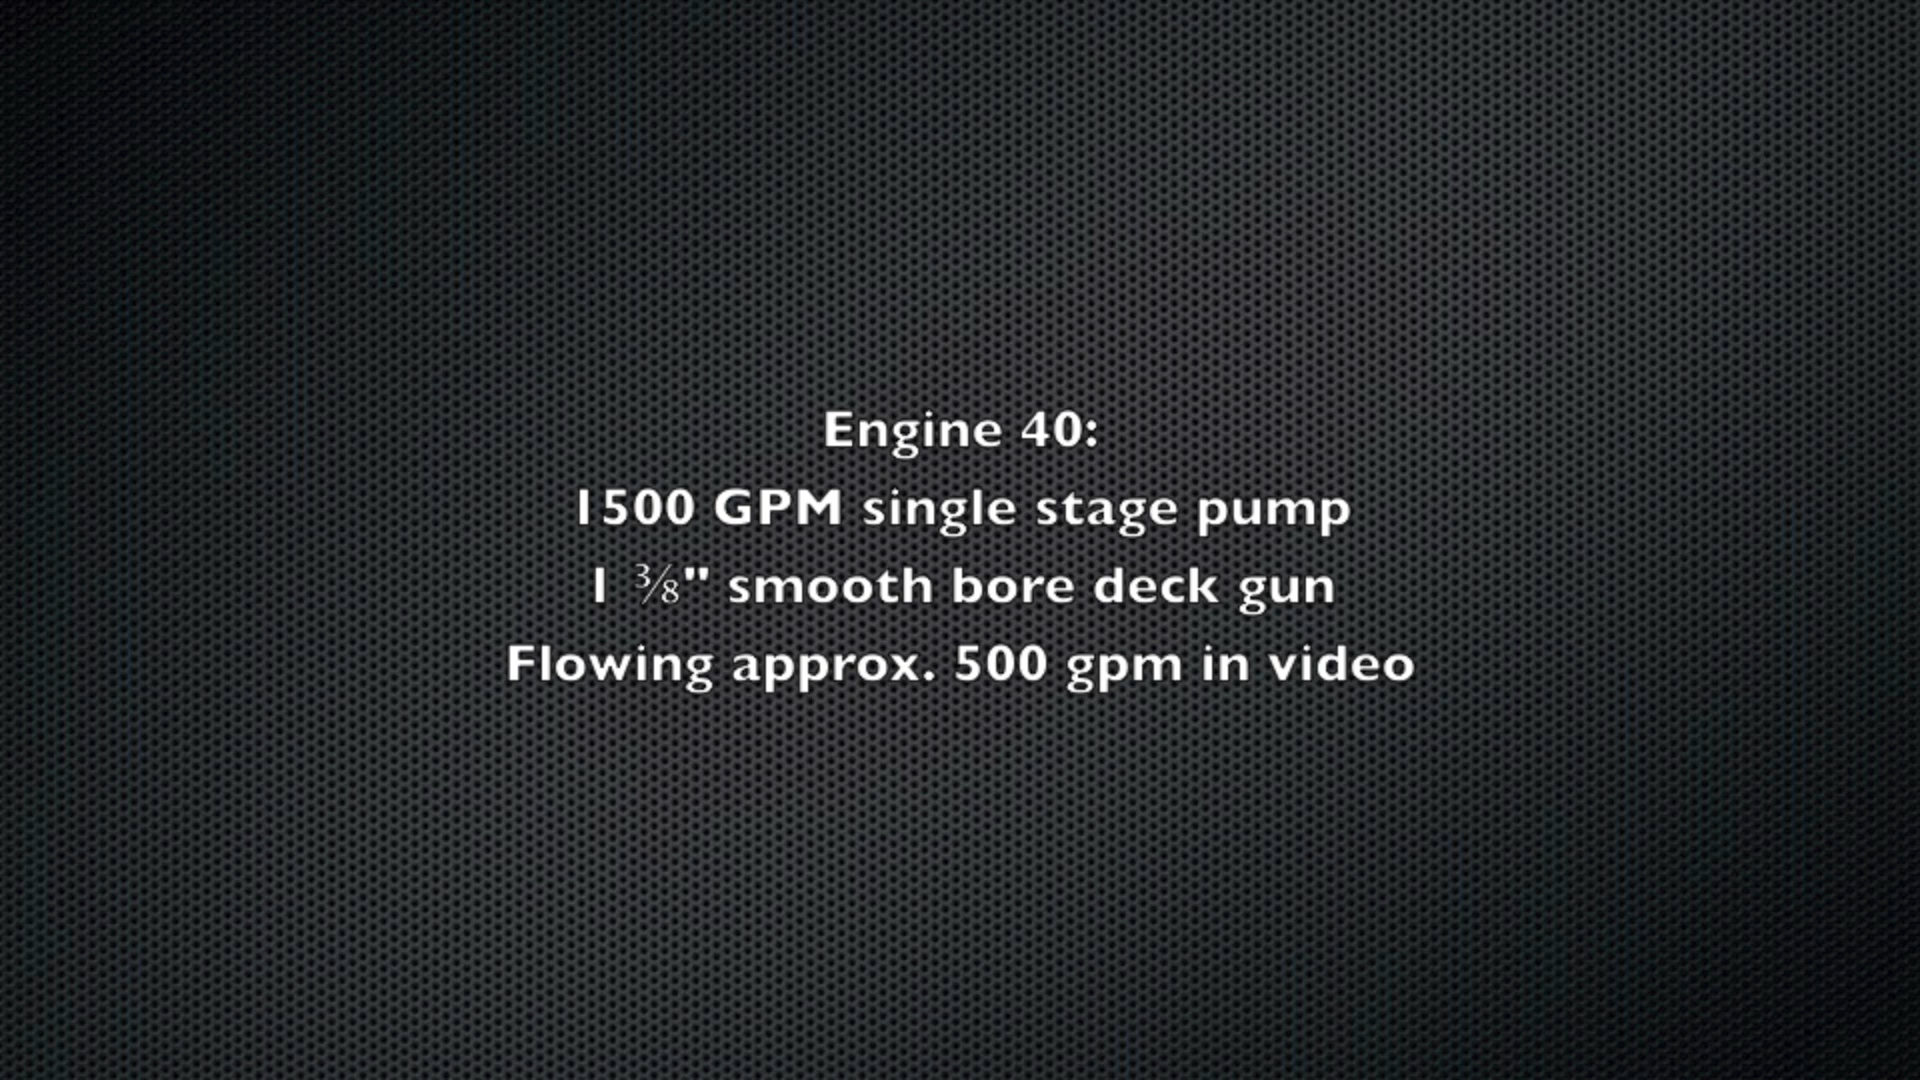 Engine 40:
1500 GPM single stage pump
1 ⅜" smooth bore deck gun
Flowing approx. 500 gpm in video